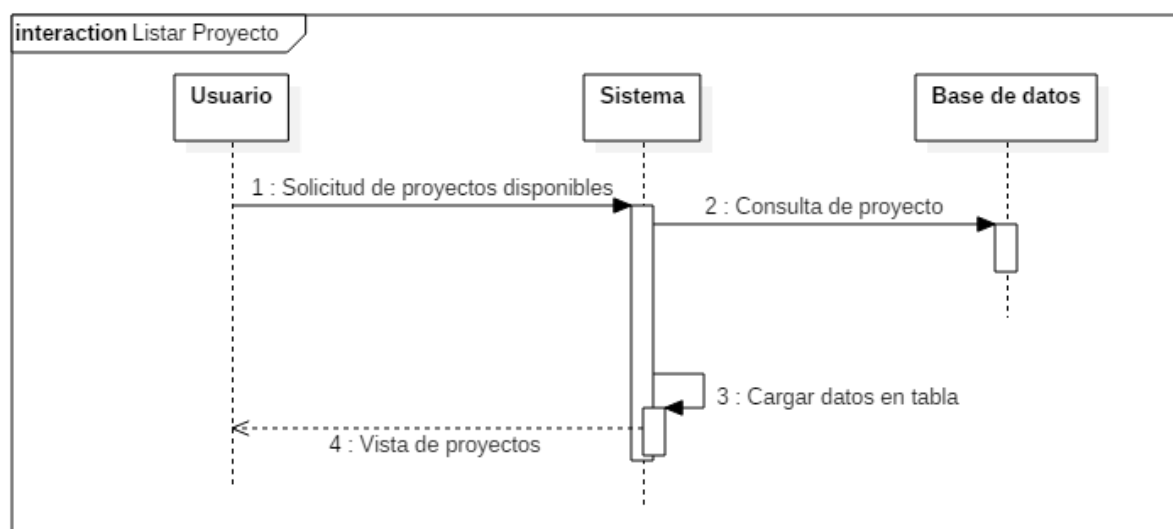 interaction Listar Proyecto
Usuario
Sistema
Base de datos
1 : Solicitud de proyectos disponibles
2 : Consulta de proyecto
3 : Cargar datos en tabla
4 : Vista de proyectos